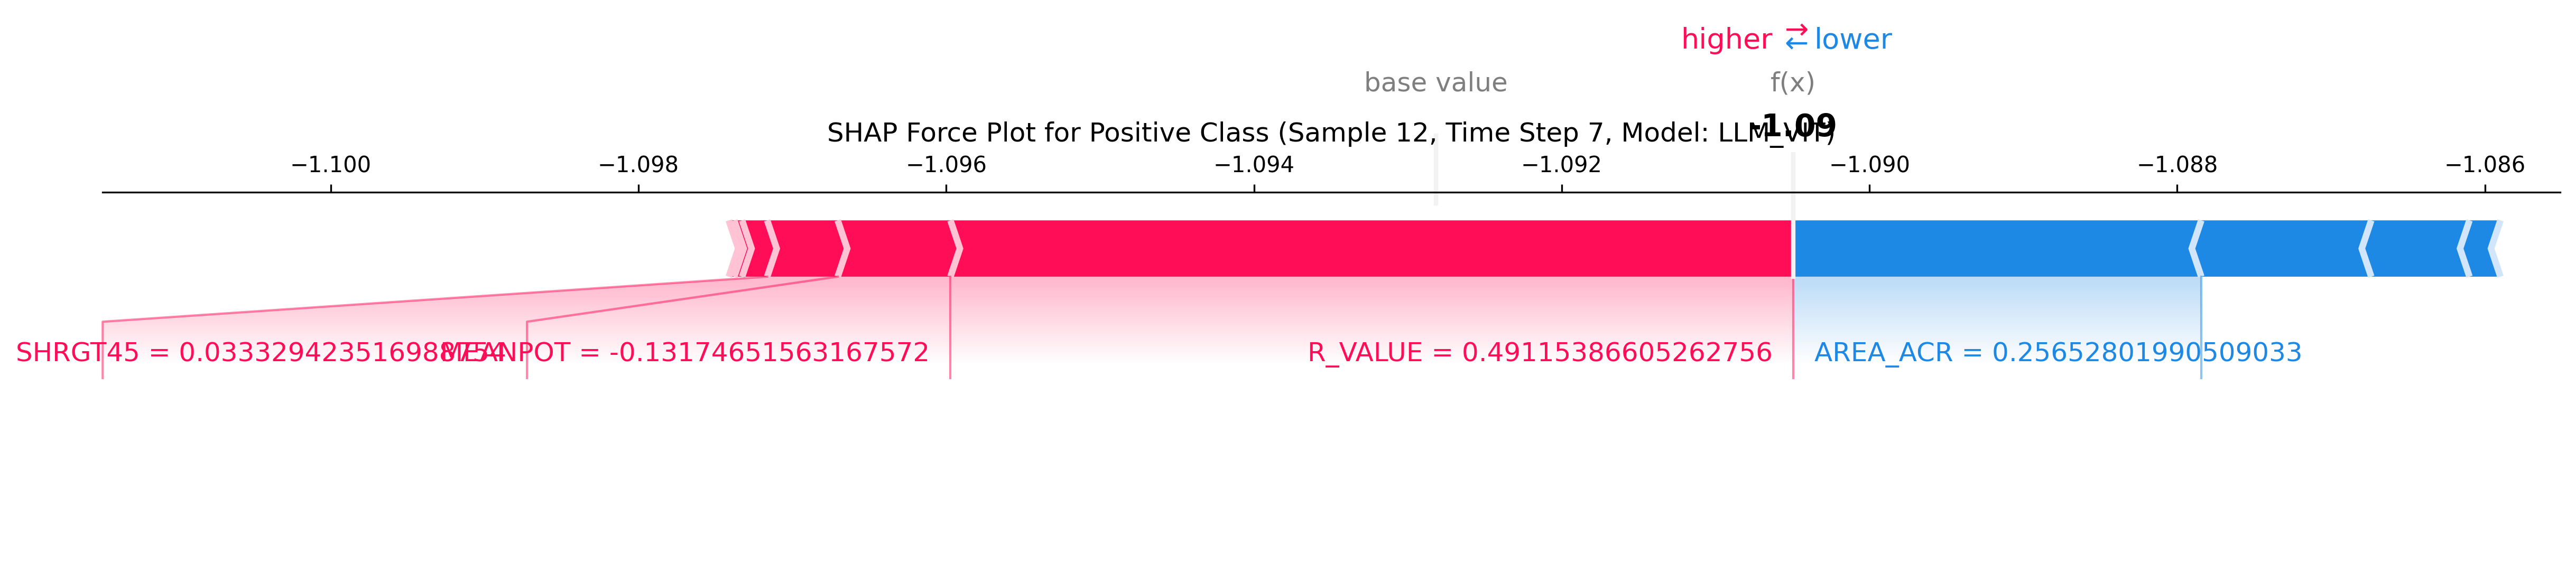 higher ⇄ lower
base value f(x)
SHAP Force Plot for Positive Class (Sample 12, Time Step 7, Model: LLM_VIT)
-1.09
−1.100 −1.098 −1.096 −1.094 −1.092 −1.090 −1.088 −1.086
SHRGT45 = 0.03332942351698754 MEANPOT = -0.13174651563167572 R_VALUE = 0.49115386605262756 AREA_ACR = 0.25652801990509033